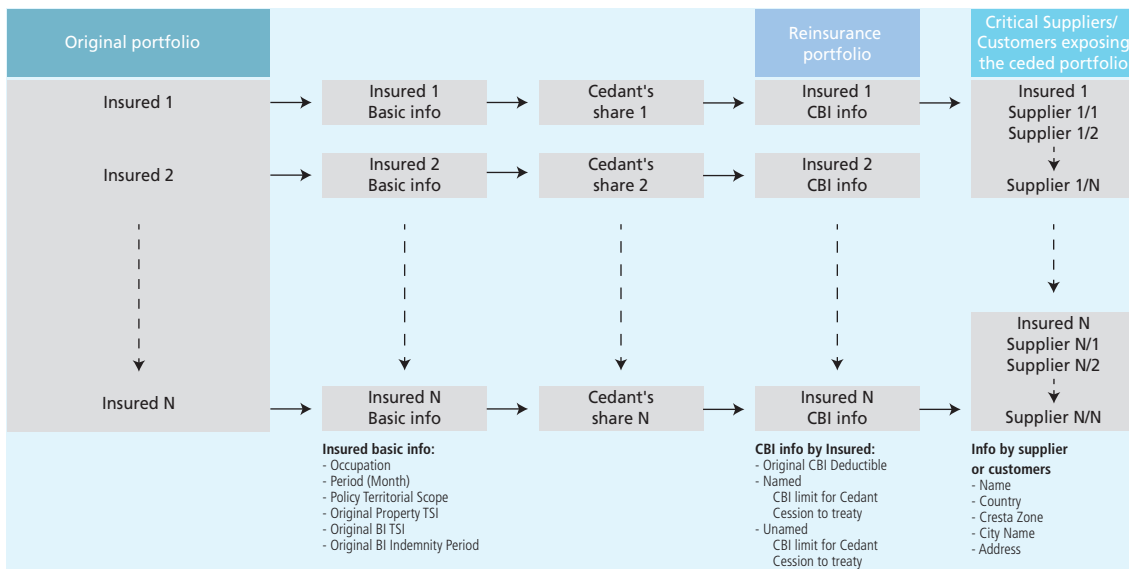 Original portfolio
Reinsurance
portfolio
Critical Suppliers/
Customers exposing
the ceded portfolio
Insured 1
Insured 1
Basic info
Cedant's
share 1
Insured 1
CBI info
Insured 1
Supplier 1/1
Supplier 1/2
Supplier 1/N
Insured 2
Insured 2
Basic info
Cedant's
share 2
Insured 2
CBI info
Insured N
Supplier N/1
Supplier N/2
Supplier N/N
Insured N
Insured N
Basic info
Cedant's
share N
Insured N
CBI info
Insured basic info:
- Occupation
- Period (Month)
- Policy Territorial Scope
- Original Property TSI
- Original BI TSI
- Original BI Indemnity Period
CBI info by Insured:
- Original CBI Deductible
- Named
CBI limit for Cedant
Cession to treaty
- Unamed
CBI limit for Cedant
Cession to treaty
Info by supplier
or customers
- Name
- Country
- Cresta Zone
- City Name
- Address